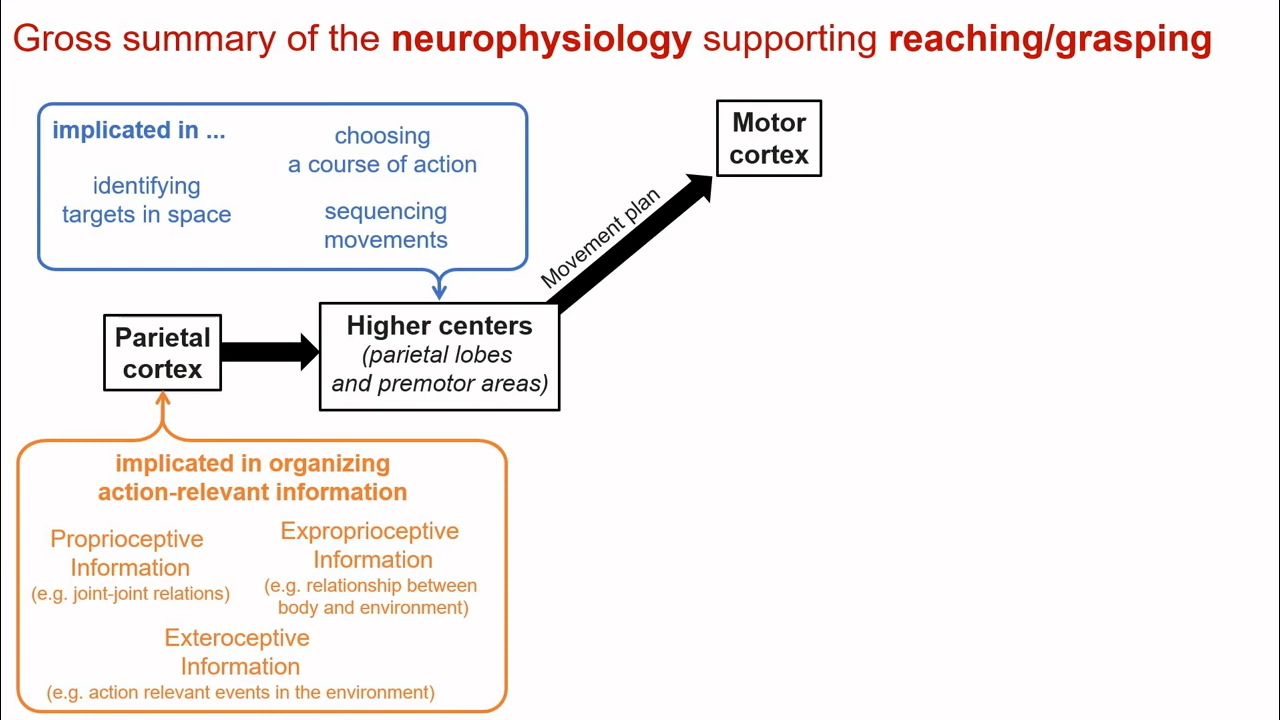 Gross summary of the neurophysiology supporting reaching/grasping
implicated in ...
identifying
targets in space
choosing
a course of action
sequencing
movements
Motor
cortex
Movement plan
Parietal
cortex
Higher centers
(parietal lobes
and premotor areas)
implicated in organizing
action-relevant information
Proprioceptive
Information
(e.g. joint-joint relations)
Exproprioceptive
Information
(e.g. relationship between
body and environment)
Exteroceptive
Information
(e.g. action relevant events in the environment)